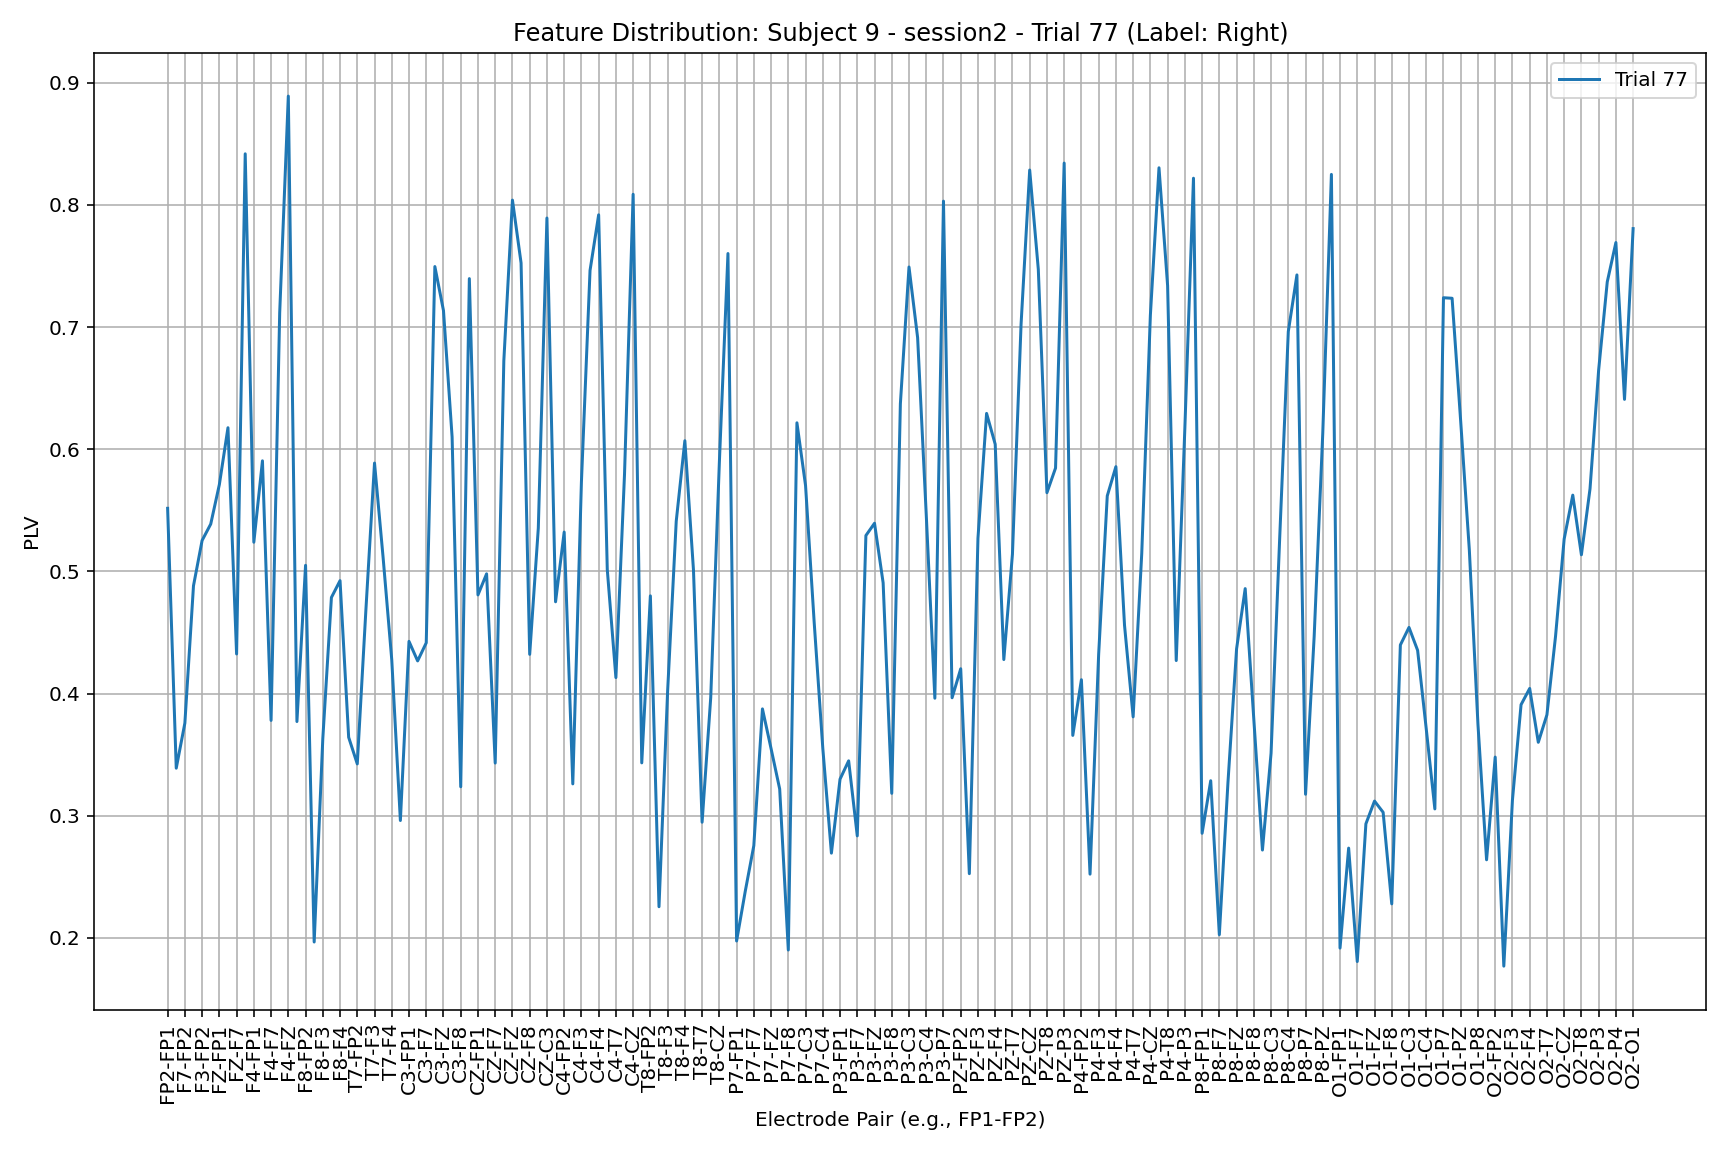 Feature Distribution: Subject 9 - session2 - Trial 77 (Label: Right)
Trial 77
0.9
0.8
0.7
0.6
0.5
0.4
0.3
0.2
PLV
FP2-FP1
F7-FP2
F3-FP2
FZ-FP1
FZ-F7
F4-FP1
F4-F7
F4-FZ
F8-FP2
F8-F3
F8-F4
T7-FP2
T7-F3
T7-F4
C3-FP1
C3-F7
C3-FZ
C3-F8
CZ-FP1
CZ-F7
CZ-FZ
CZ-F8
CZ-C3
C4-FP2
C4-F3
C4-F4
C4-T7
C4-CZ
T8-FP2
T8-F3
T8-F4
T8-T7
T8-CZ
P7-FP1
P7-F7
P7-FZ
P7-F8
P7-C3
P7-C4
P3-FP1
P3-F7
P3-FZ
P3-F8
P3-C3
P3-C4
P3-P7
PZ-FP2
PZ-F3
PZ-F4
PZ-T7
PZ-CZ
PZ-T8
PZ-P3
P4-FP2
P4-F3
P4-F4
P4-T7
P4-CZ
P4-T8
P4-P3
P8-FP1
P8-F7
P8-FZ
P8-F8
P8-C3
P8-C4
P8-P7
P8-PZ
O1-FP1
O1-F7
O1-FZ
O1-F8
O1-C3
O1-C4
O1-P7
O1-PZ
O1-P8
O2-FP2
O2-F3
O2-F4
O2-T7
O2-CZ
O2-T8
O2-P3
O2-P4
O2-O1
Electrode Pair (e.g., FP1-FP2)